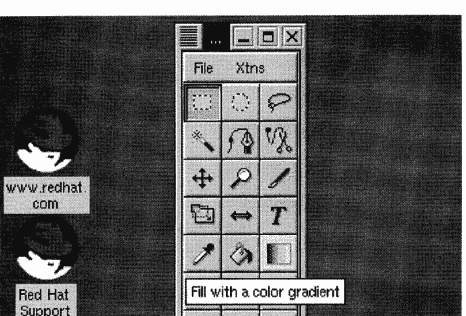 ...
File Xtns
www.redhat.
com
T
Fill with a color gradient
Red Hat
Support